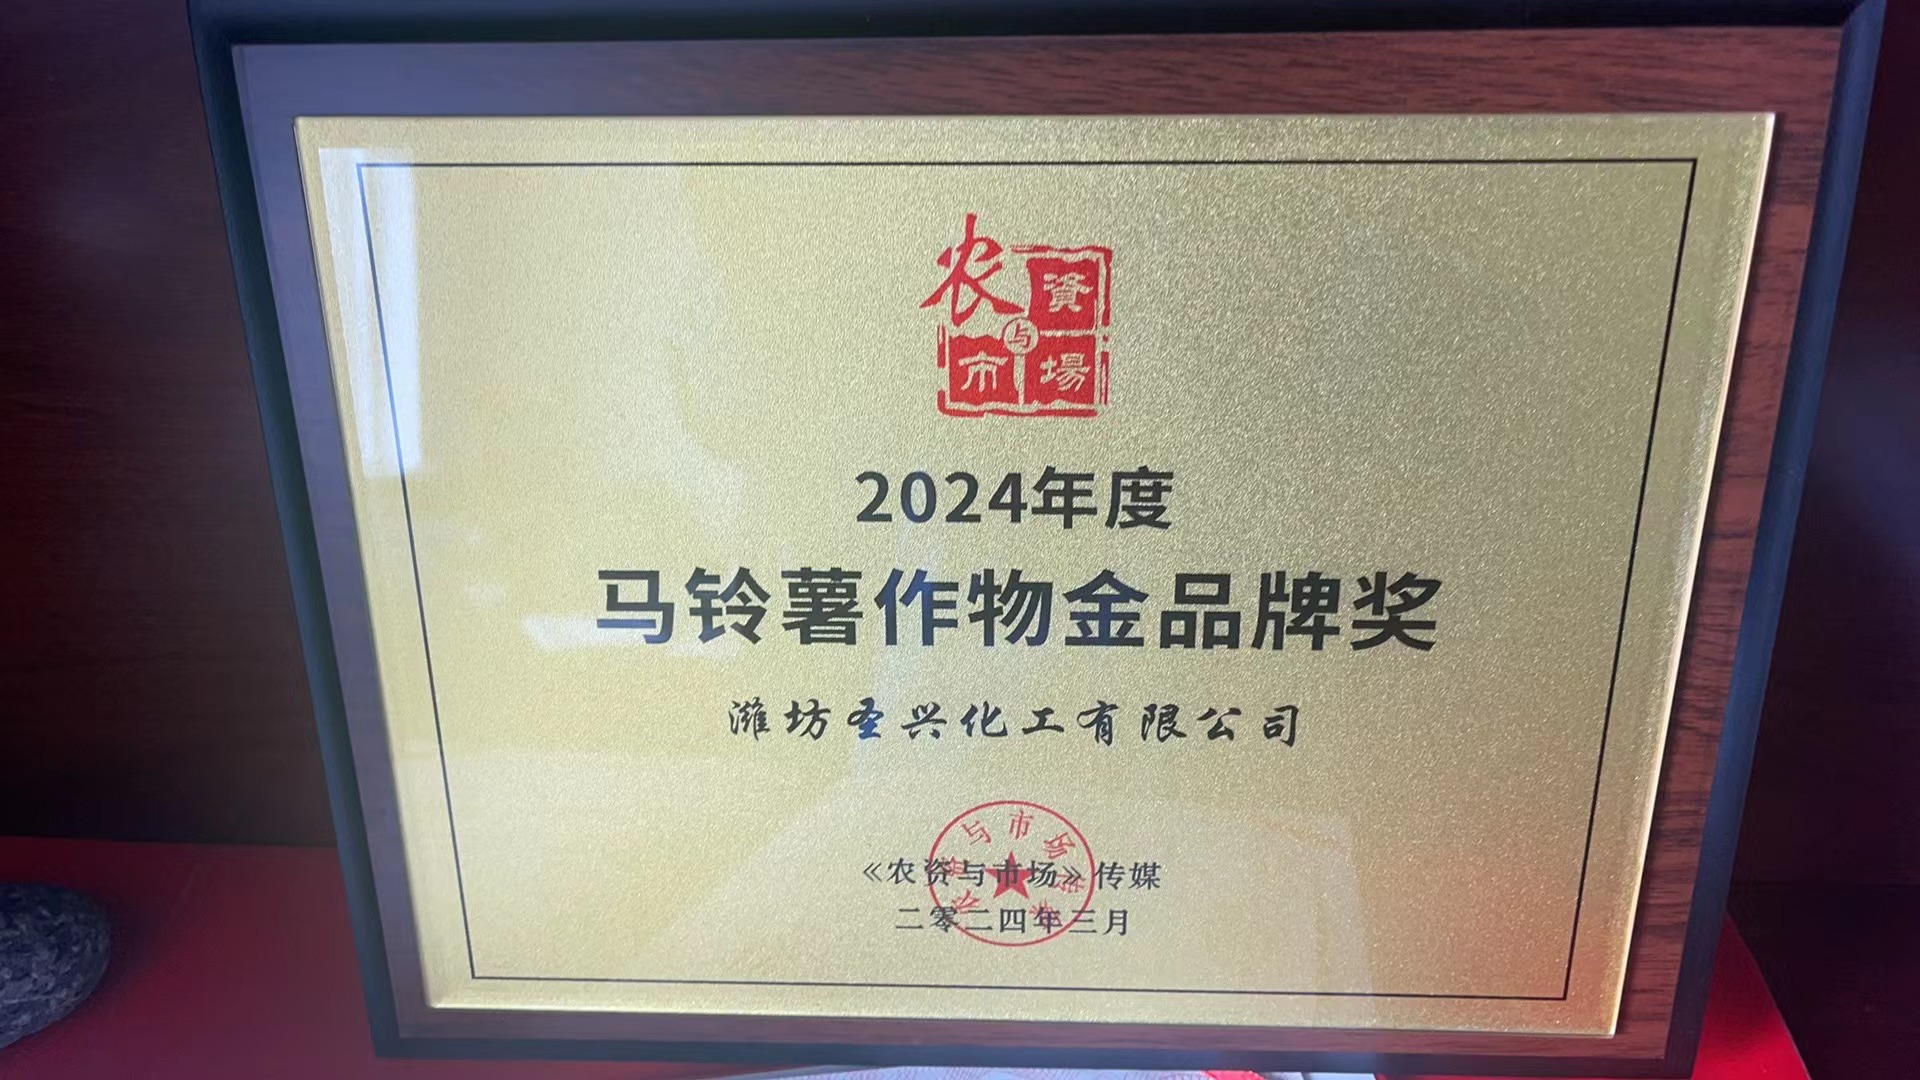 农資
与
市場
2024年度
马铃薯作物金品牌奖
潍坊圣兴化工有限公司
《农资与市场》传媒
二零二四年三月